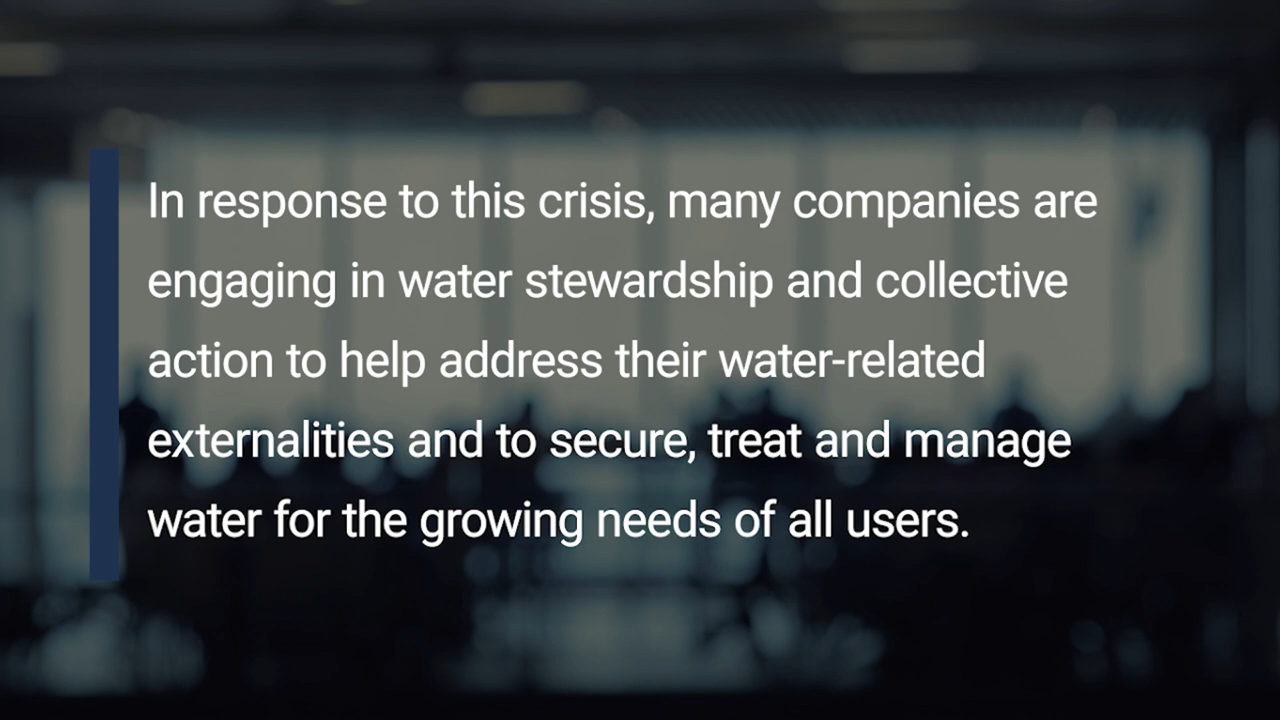 In response to this crisis, many companies are
engaging in water stewardship and collective
action to help address their water-related
externalities and to secure, treat and manage
water for the growing needs of all users.